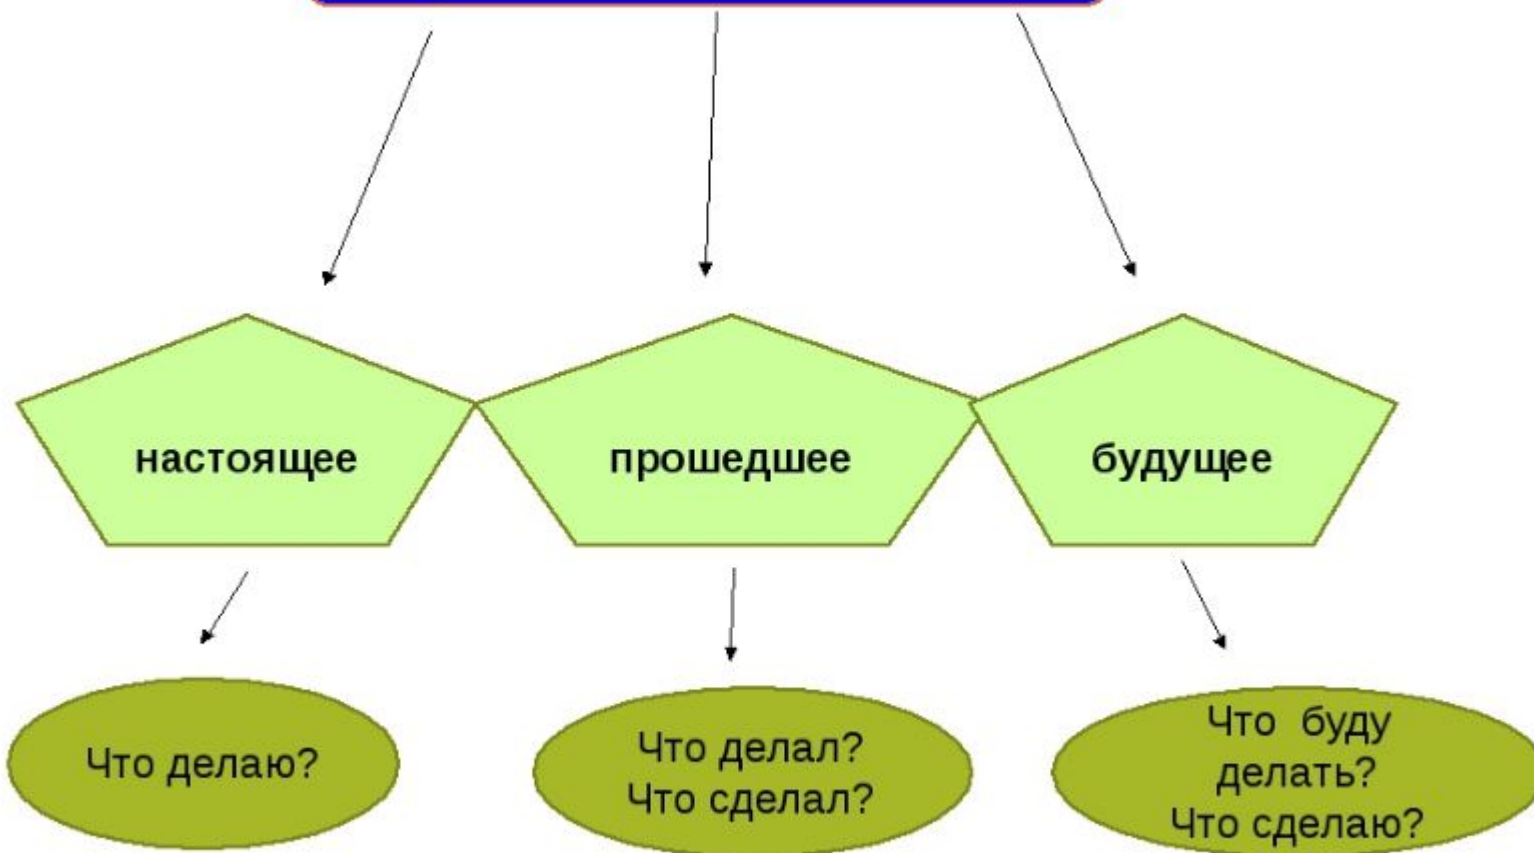 настоящее
прошедшее
будущее
Что делаю?
Что делал?
Что сделал?
Что буду
делать?
Что сделаю?